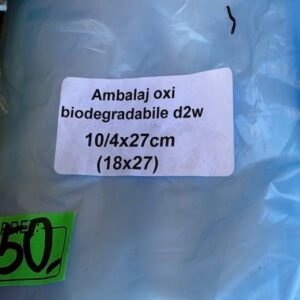 Ambalaj oxi
biodegradabile d2w
10/4x27cm
(18x27)
50,